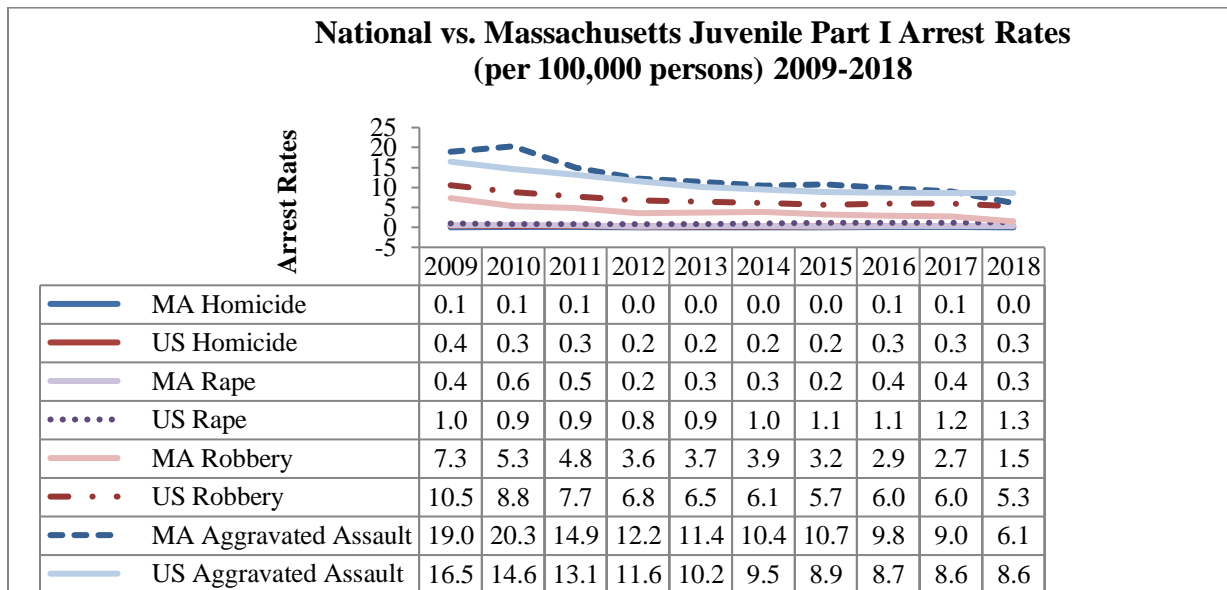 National vs. Massachusetts Juvenile Part I Arrest Rates
(per 100,000 persons) 2009-2018
Arrest Rates
25
20
15
10
5
0
-5
2009 2010 2011 2012 2013 2014 2015 2016 2017 2018
MA Homicide 0.1 0.1 0.1 0.0 0.0 0.0 0.0 0.1 0.1 0.0
US Homicide 0.4 0.3 0.3 0.2 0.2 0.2 0.2 0.3 0.3 0.3
MA Rape 0.4 0.6 0.5 0.2 0.3 0.3 0.2 0.4 0.4 0.3
US Rape 1.0 0.9 0.9 0.8 0.9 1.0 1.1 1.1 1.2 1.3
MA Robbery 7.3 5.3 4.8 3.6 3.7 3.9 3.2 2.9 2.7 1.5
US Robbery 10.5 8.8 7.7 6.8 6.5 6.1 5.7 6.0 6.0 5.3
MA Aggravated Assault 19.0 20.3 14.9 12.2 11.4 10.4 10.7 9.8 9.0 6.1
US Aggravated Assault 16.5 14.6 13.1 11.6 10.2 9.5 8.9 8.7 8.6 8.6